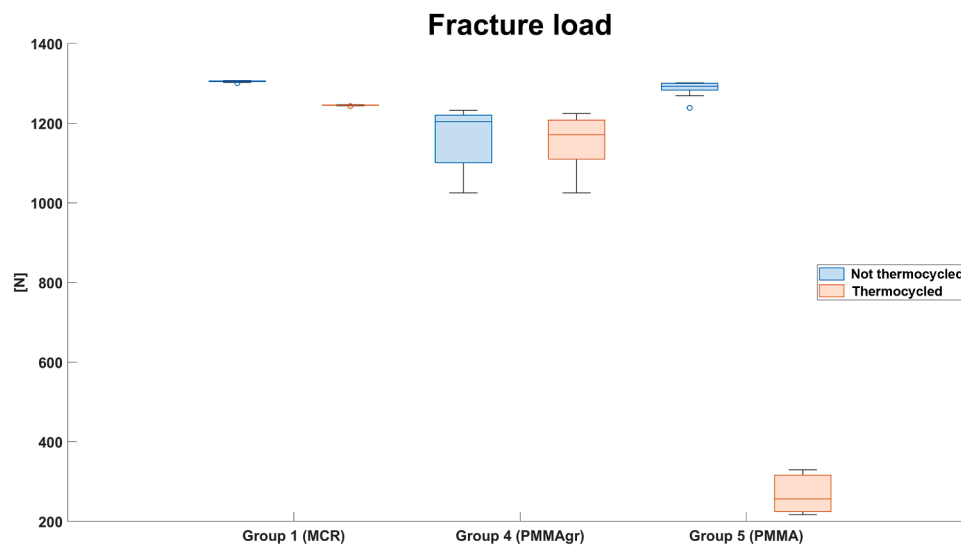 Fracture load
1400
1200
1000
800
600
400
200
[N]
Not thermocycled
Thermocycled
Group 1 (MCR)
Group 4 (PMMAgr)
Group 5 (PMMA)